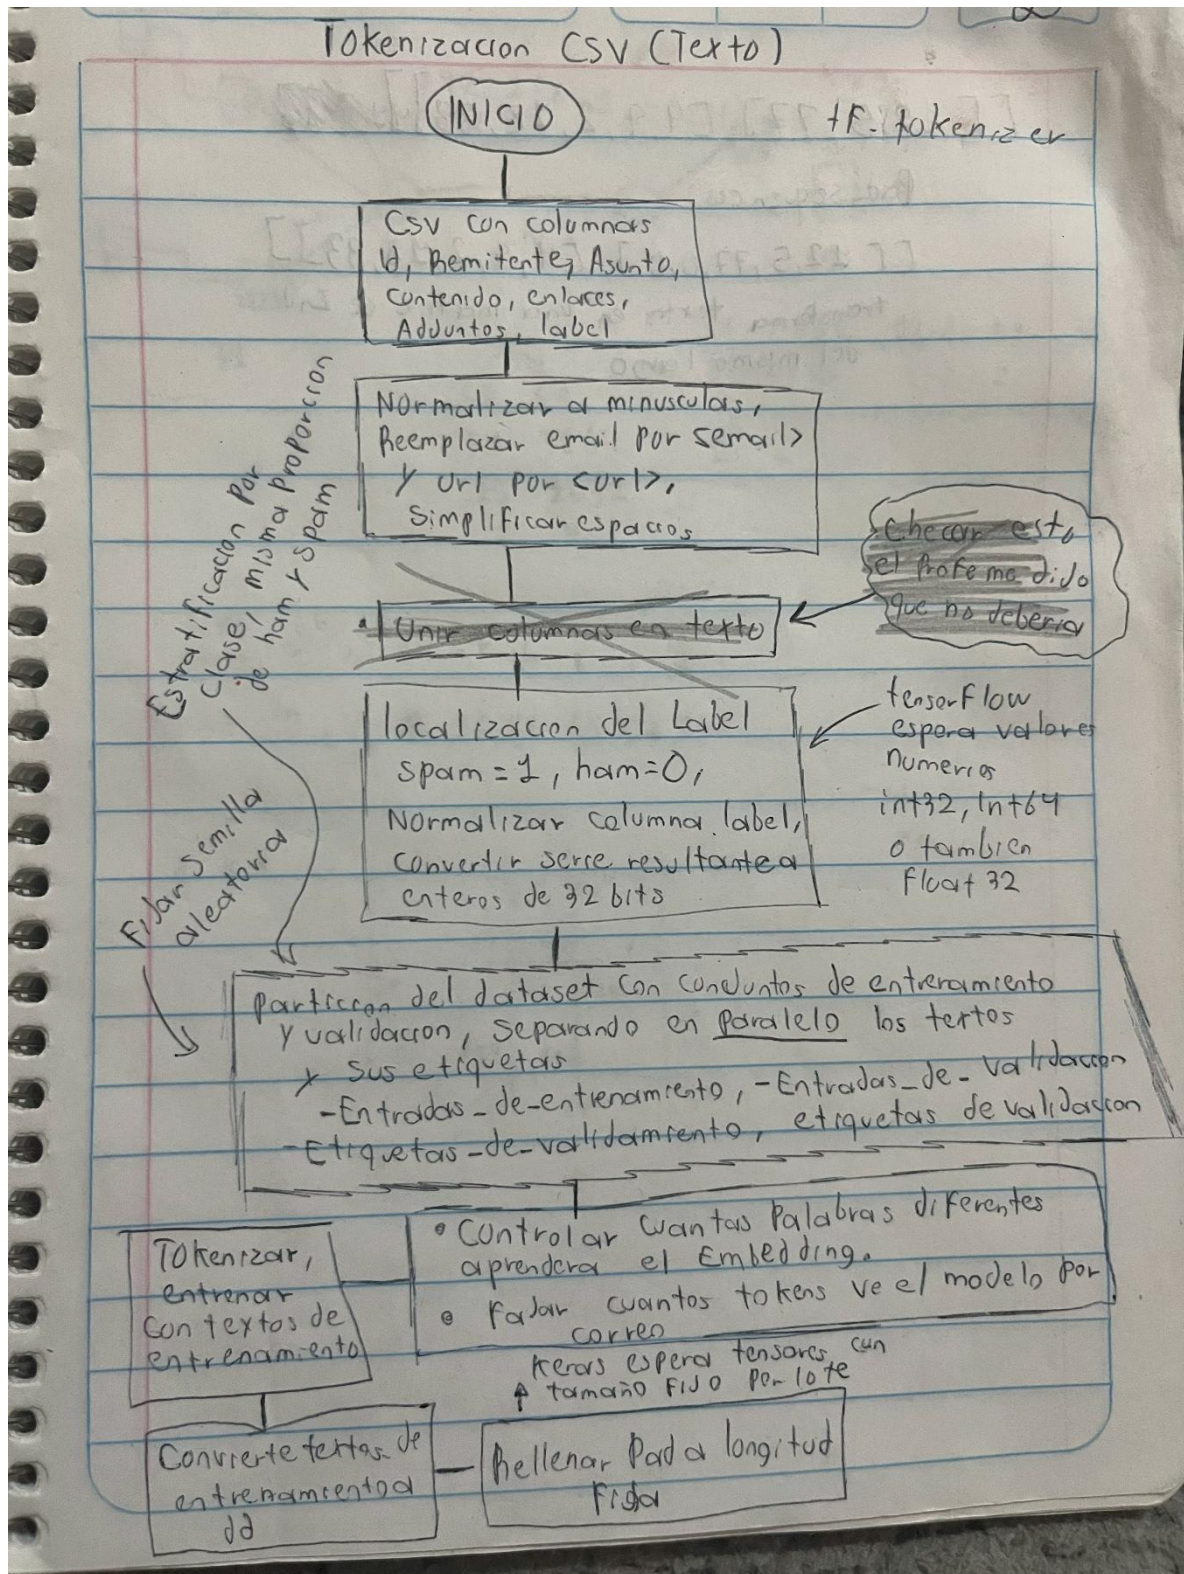 Tokenizacion CSV (Texto)
INICIO
tF. tokenizer
CSV con columnas
Id, Remitente, Asunto,
contenido, enlaces,
Adjuntos, label
Normalizar a minusculas,
Reemplazar email por <email>
y url por <url>,
Simplificar espacios
Estratificacion por
clase, misma proporcion
de ham y spam
checar esto
el profe me dijo
que no deberia
Unir columnas en texto
localizacion del Label
spam = 1, ham=0,
Normalizar columna label,
convertir serie resultante a
enteros de 32 bits
tensorflow
espera valores
numericos
int32, Int64
o tambien
Float 32
Fijar semilla
aleatoria
particion del dataset con conjuntos de entrenamiento
y validacion, separando en paralelo los textos
y sus etiquetas
-Entradas_de_entrenamiento, -Entradas_de_validacion
-Etiquetas_de_validamiento, etiquetas de validacion
Tokenizar,
entrenar
con textos de
entrenamiento
• Controlar cuantas Palabras diferentes
aprendera el Embedding.
• Fajar cuantos tokens ve el modelo por
correo
Keras espera tensores con
tamaño FIJO por lote
Convierte textos de
entrenamiento a
Rellenar Pad a longitud
Fija